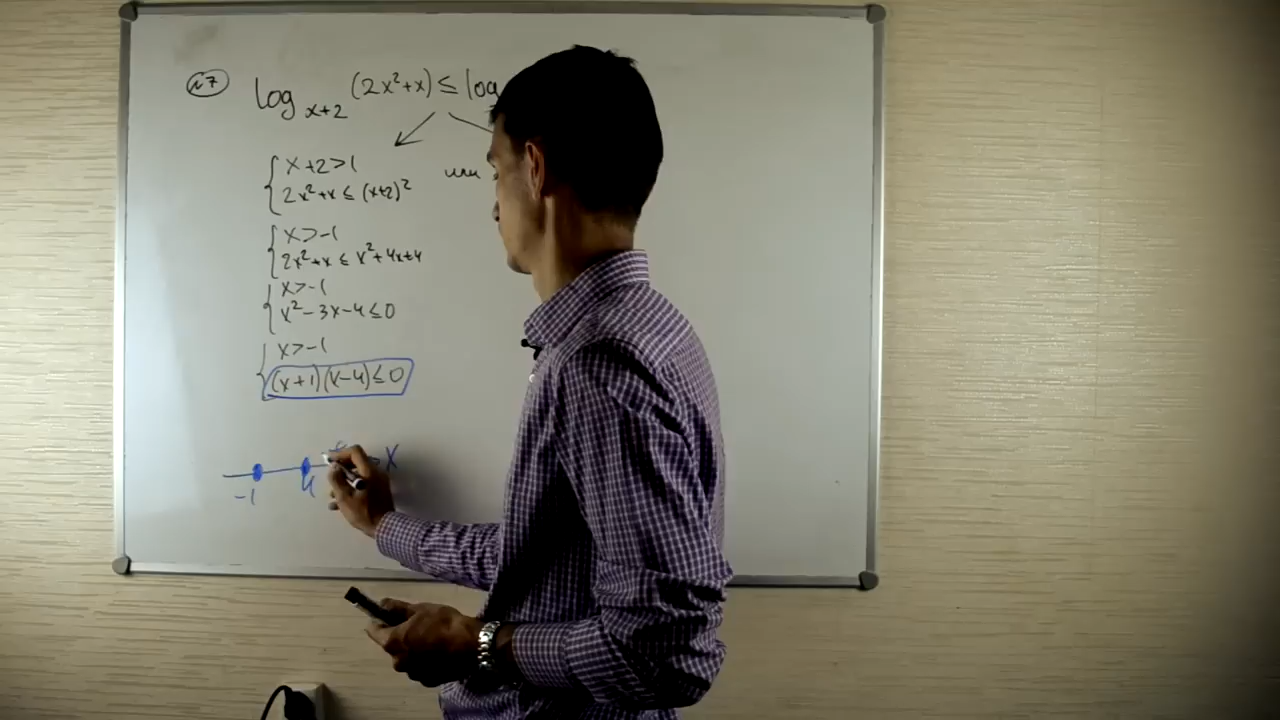 №7 log x+2 (2x²+x) ≤ log
{ x+2>1
2x²+x ≤ (x+2)²
или
{ x>-1
2x²+x ≤ x²+4x+4
{ x>-1
x²-3x-4≤0
{ x>-1
(x+1)(x-4)≤0
-1 4 x